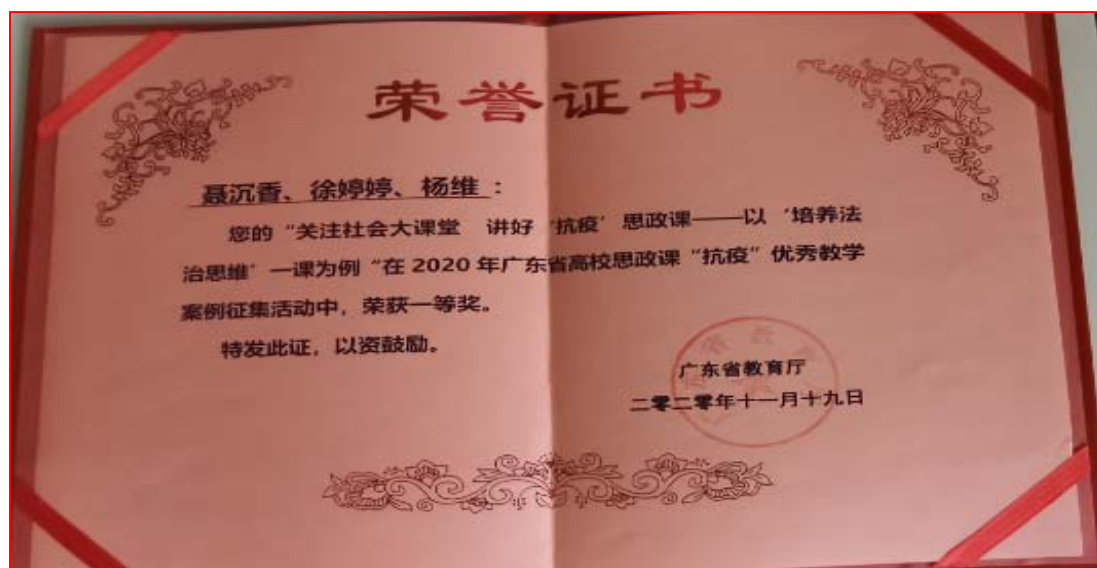 荣誉证书
聂沉香、徐婷婷、杨维：
您的“关注社会大课堂 讲好‘抗疫’思政课——以‘培养法
治思维’一课为例“在 2020 年广东省高校思政课“抗疫”优秀教学
案例征集活动中，荣获一等奖。
特发此证，以资鼓励。
广东省教育厅
二零二零年十一月十九日